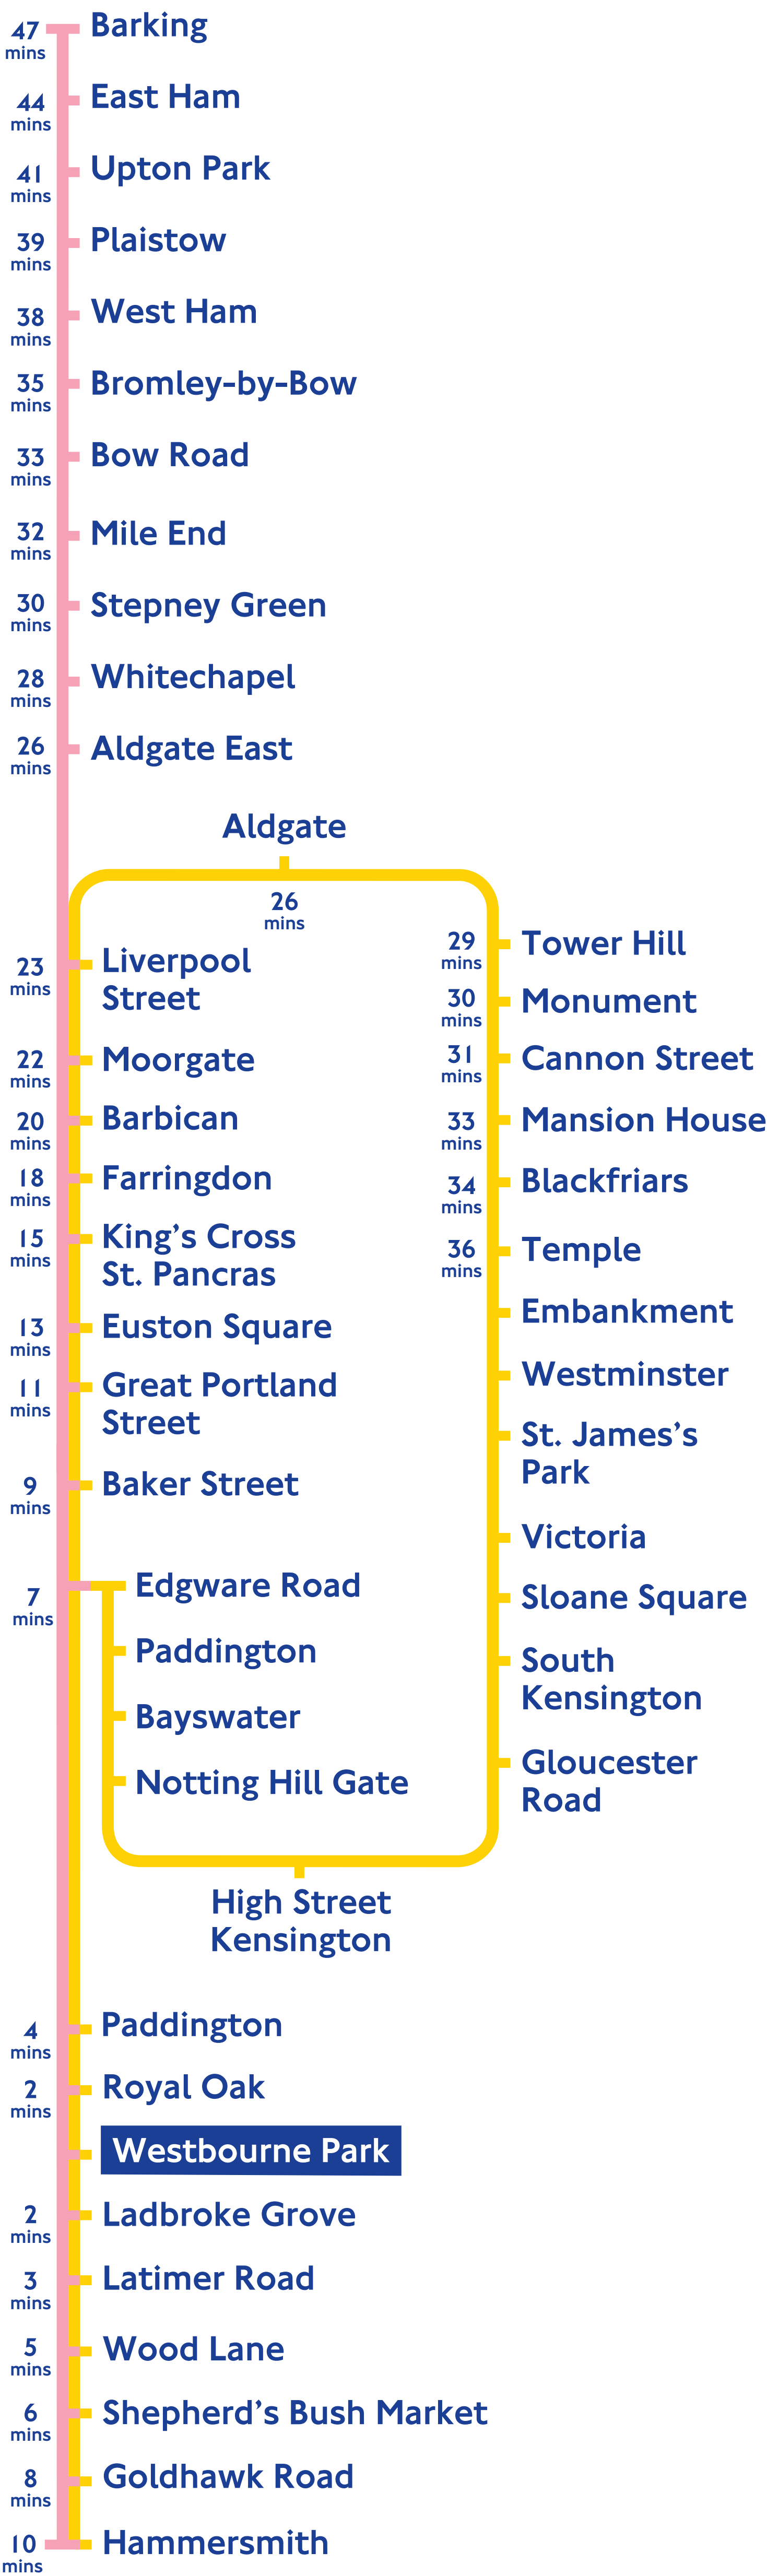 47
mins
Barking
44
mins
East Ham
41
mins
Upton Park
39
mins
Plaistow
38
mins
West Ham
35
mins
Bromley-by-Bow
33
mins
Bow Road
32
mins
Mile End
30
mins
Stepney Green
28
mins
Whitechapel
26
mins
Aldgate East
Aldgate
26
mins
23
mins
Liverpool
Street
22
mins
Moorgate
20
mins
Barbican
18
mins
Farringdon
15
mins
King’s Cross
St. Pancras
13
mins
Euston Square
11
mins
Great Portland
Street
9
mins
Baker Street
7
mins
Edgware Road
Paddington
Bayswater
Notting Hill Gate
29
mins
Tower Hill
30
mins
Monument
31
mins
Cannon Street
33
mins
Mansion House
34
mins
Blackfriars
36
mins
Temple
Embankment
Westminster
St. James’s
Park
Victoria
Sloane Square
South
Kensington
Gloucester
Road
High Street
Kensington
4
mins
Paddington
2
mins
Royal Oak
Westbourne Park
2
mins
Ladbroke Grove
3
mins
Latimer Road
5
mins
Wood Lane
6
mins
Shepherd’s Bush Market
8
mins
Goldhawk Road
10
mins
Hammersmith